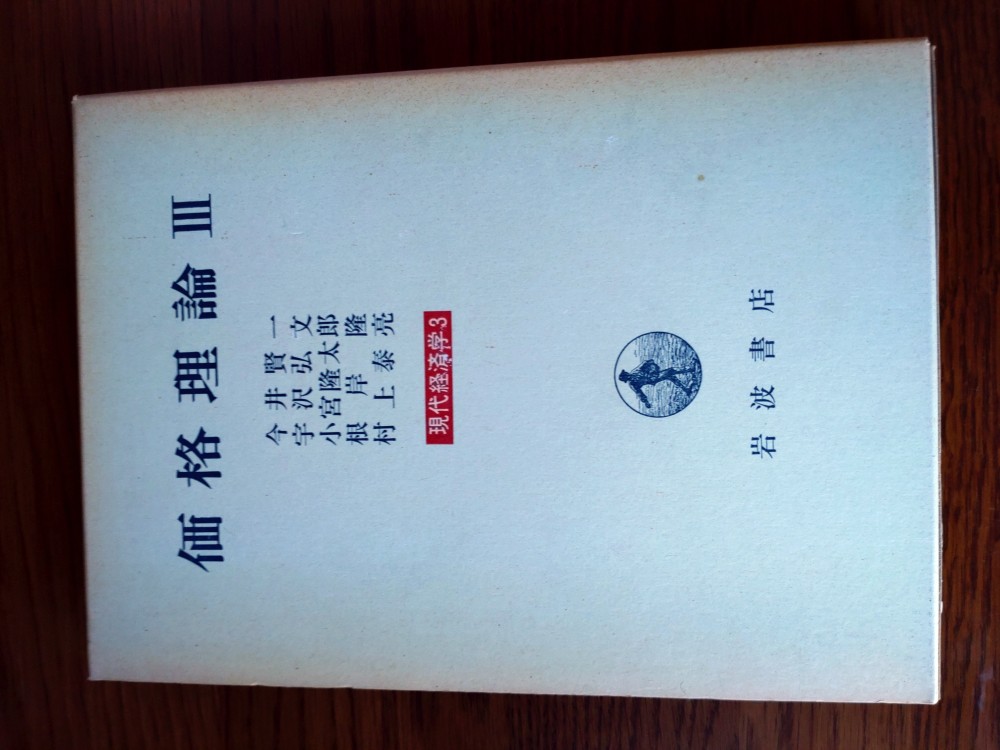 価格理論 III
今井賢一
宇沢弘文
小宮隆太郎
根岸隆
村上泰亮
現代経済学3
岩波書店